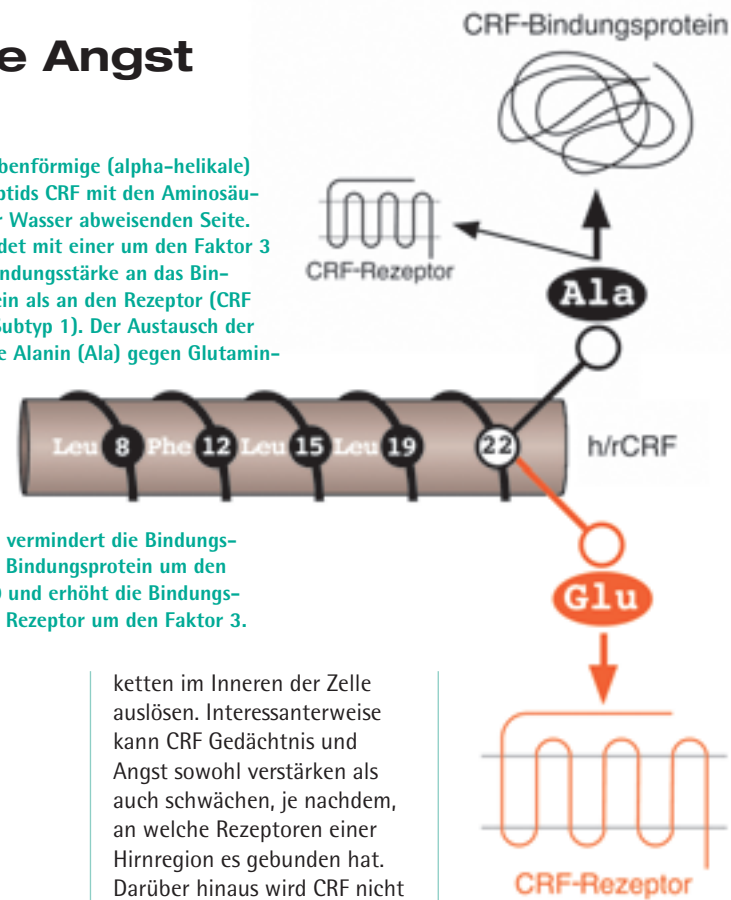 e Angst
CRF-Bindungsprotein
benförmige (alpha-helikale)
ptids CRF mit den Aminosäu-
r Wasser abweisenden Seite.
det mit einer um den Faktor 3
ndungsstärke an das Bin-
ein als an den Rezeptor (CRF
Subtyp 1). Der Austausch der
e Alanin (Ala) gegen Glutamin-
CRF-Rezeptor
Ala
Leu 8 Phe 12 Leu 15 Leu 19 22 h/rCRF
vermindert die Bindungs-
Bindungsprotein um den
und erhöht die Bindungs-
Rezeptor um den Faktor 3.
Glu
CRF-Rezeptor
ketten im Inneren der Zelle
auslösen. Interessanterweise
kann CRF Gedächtnis und
Angst sowohl verstärken als
auch schwächen, je nachdem,
an welche Rezeptoren einer
Hirnregion es gebunden hat.
Darüber hinaus wird CRF nicht